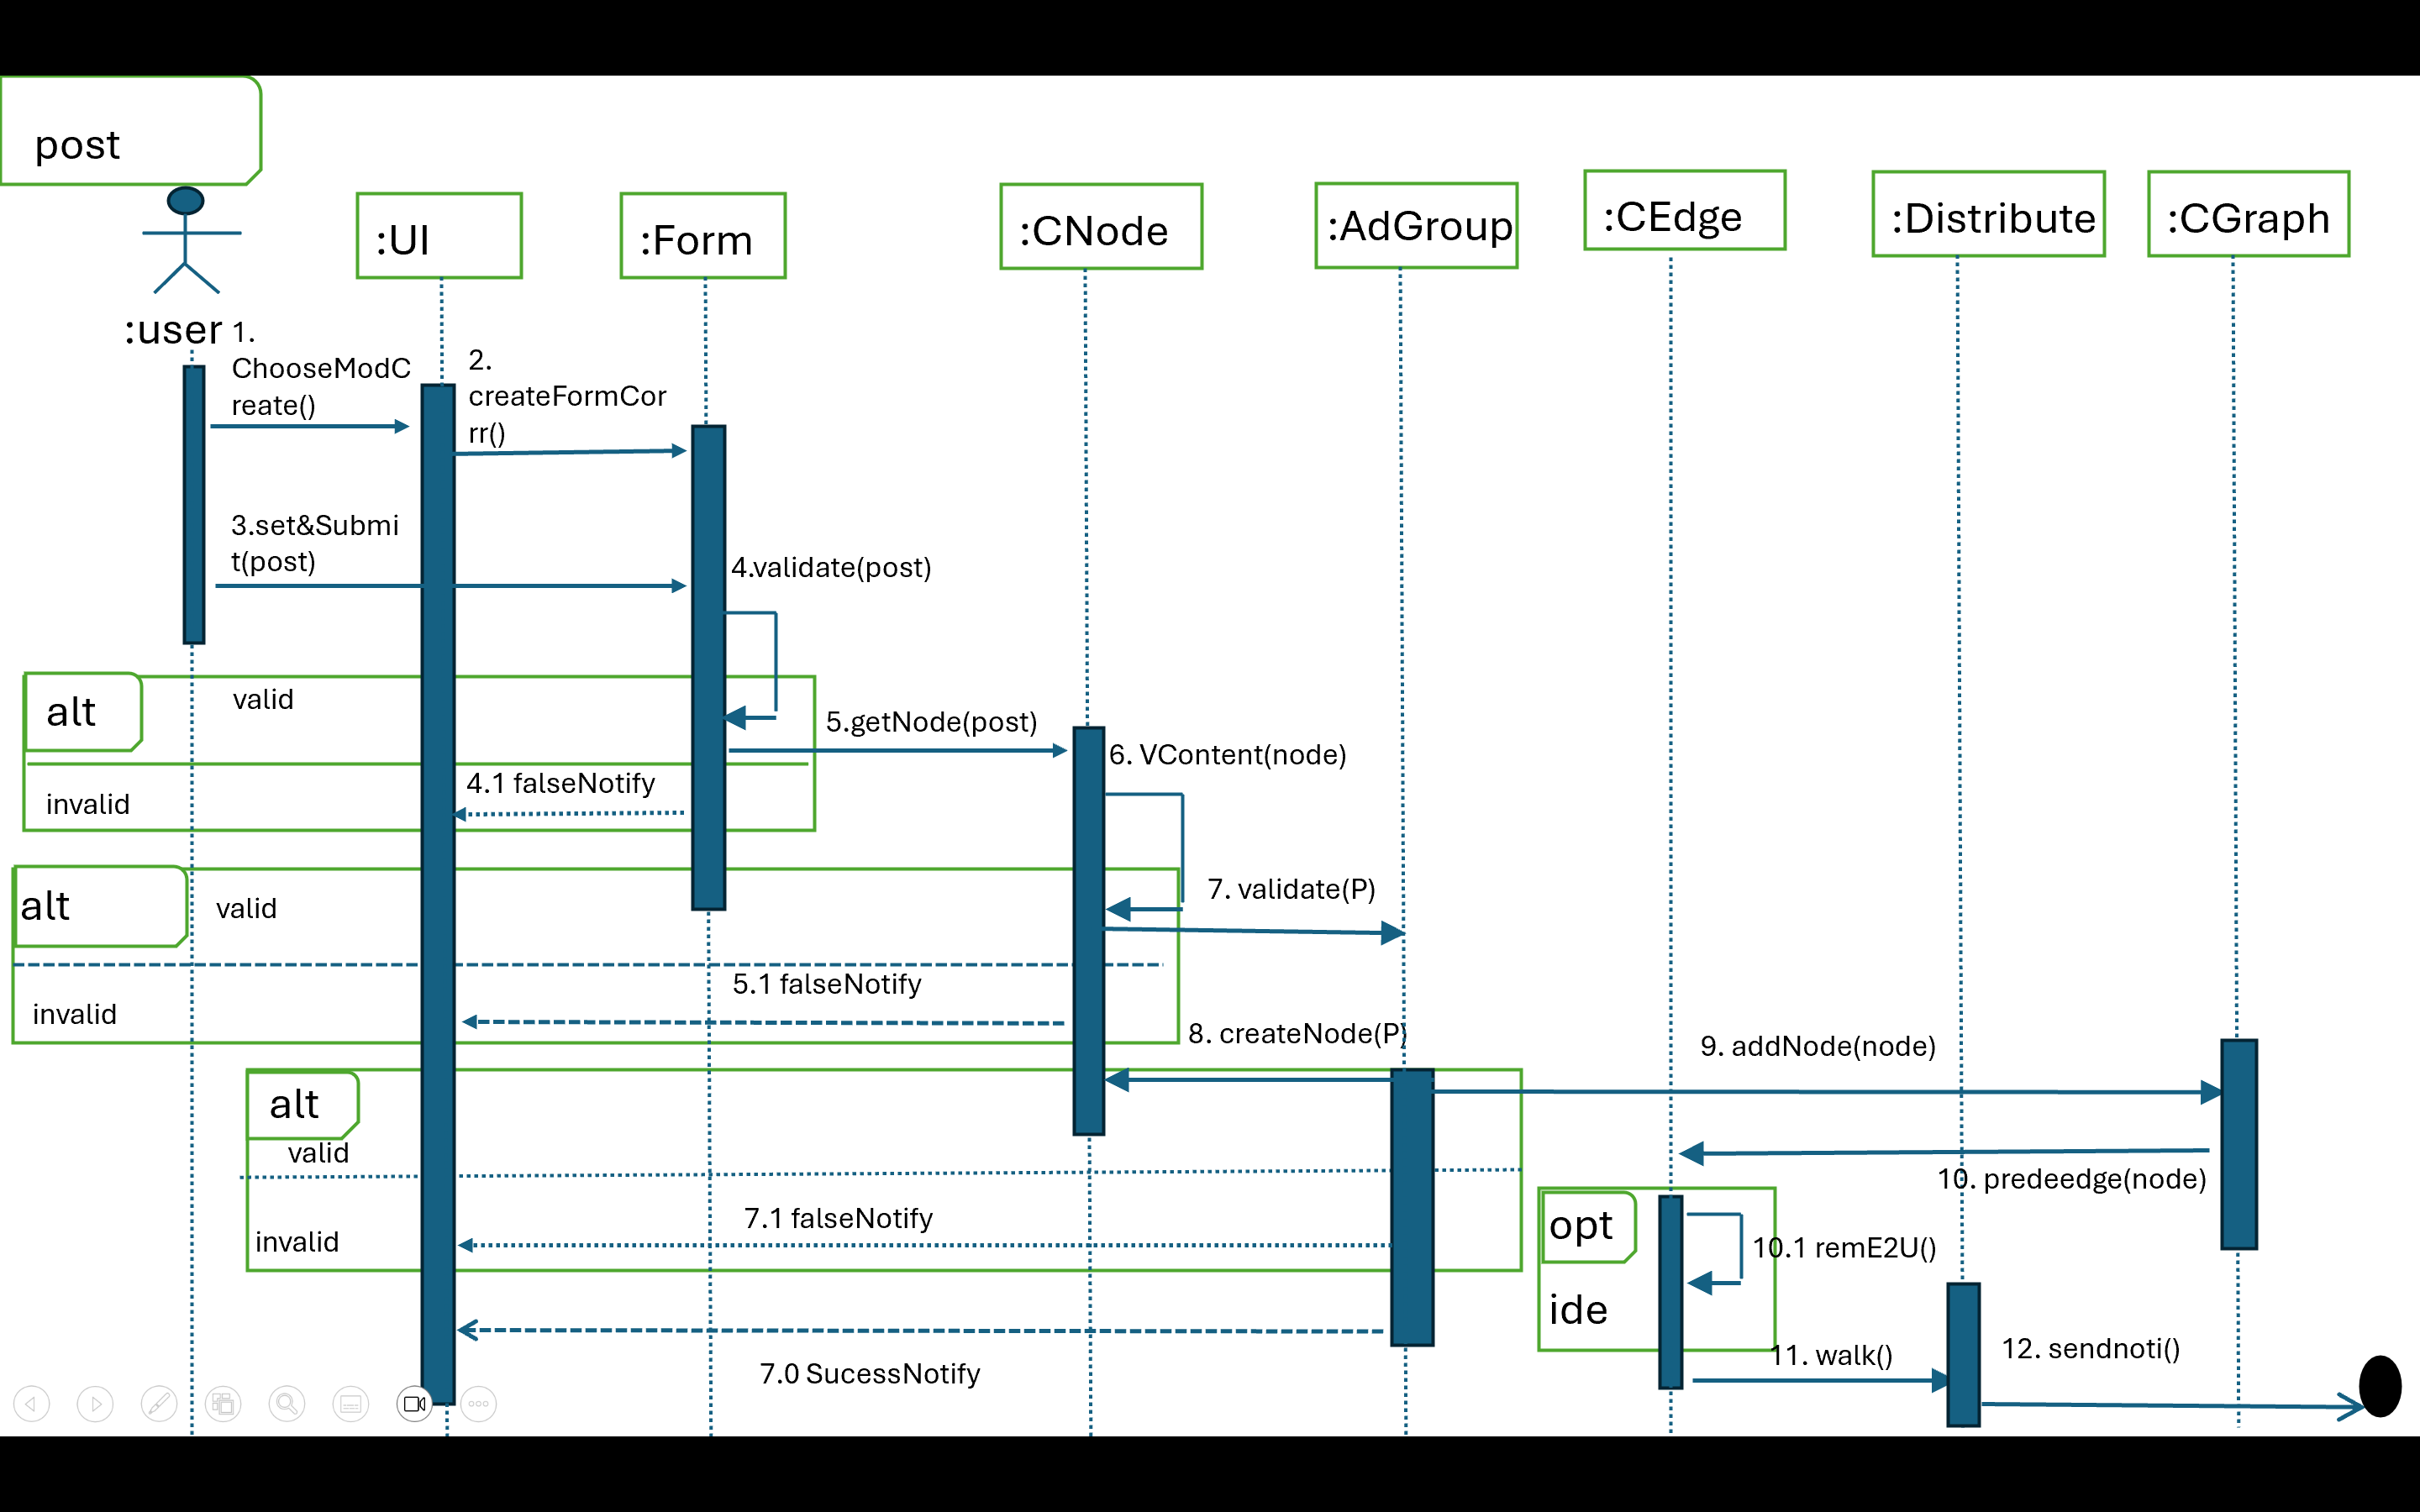 post
:UI
:Form
:CNode
:AdGroup
:CEdge
:Distribute
:CGraph
:user
1.
ChooseModC
reate()
2.
createFormCor
rr()
3.set&Submi
t(post)
4.validate(post)
alt
valid
5.getNode(post)
6. VContent(node)
4.1 falseNotify
invalid
alt
valid
7. validate(P)
5.1 falseNotify
invalid
8. createNode(P)
9. addNode(node)
alt
valid
10. predeedge(node)
7.1 falseNotify
invalid
opt
10.1 remE2U()
ide
11. walk()
12. sendnoti()
7.0 SucessNotify